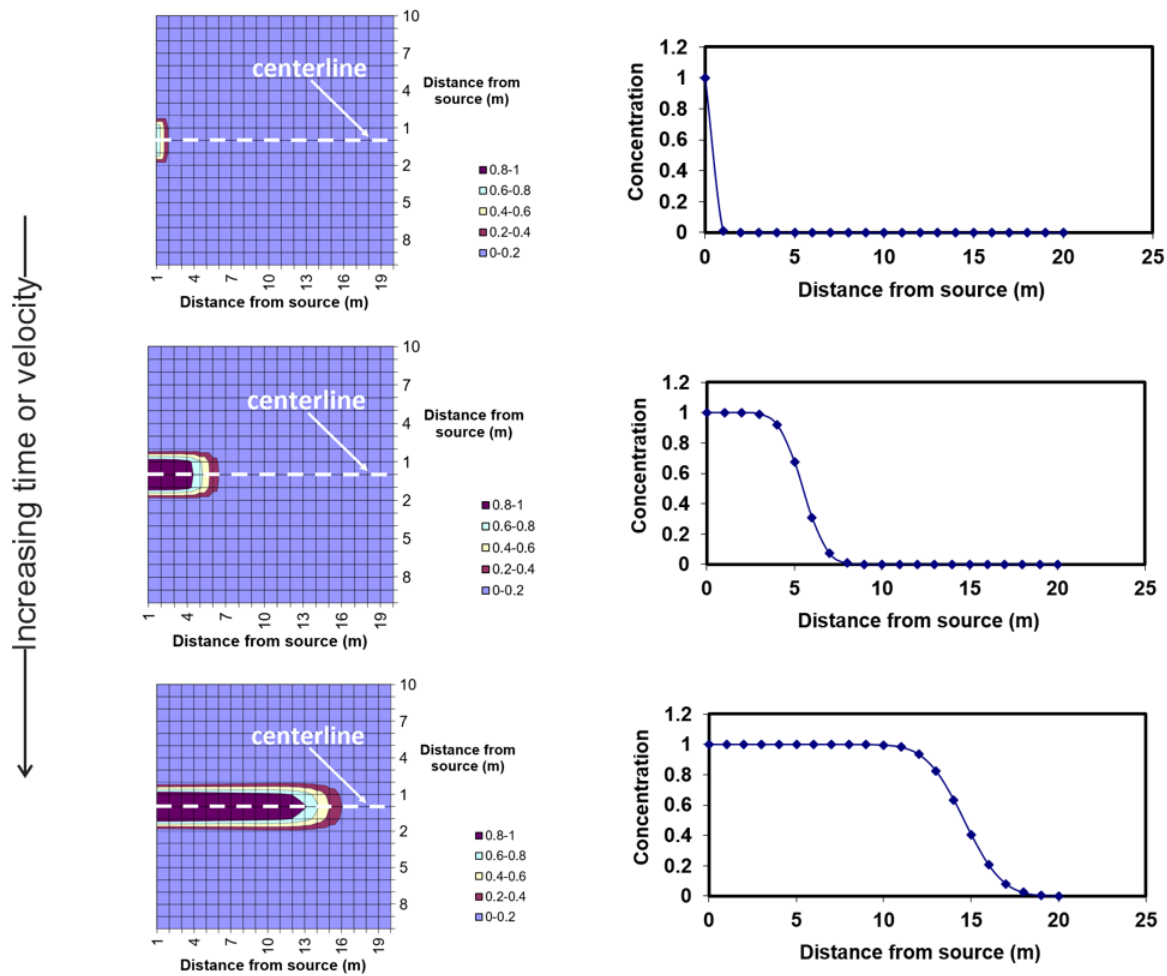 Increasing time or velocity
10
7
4
1
2
5
8
centerline
Distance from
source (m)
0.8-1
0.6-0.8
0.4-0.6
0.2-0.4
0-0.2
1 4 7 10 13 16 19
Distance from source (m)
1.2
1
0.8
0.6
0.4
0.2
0
Concentration
0 5 10 15 20 25
Distance from source (m)
10
7
4
1
2
5
8
centerline
Distance from
source (m)
0.8-1
0.6-0.8
0.4-0.6
0.2-0.4
0-0.2
1 4 7 10 13 16 19
Distance from source (m)
1.2
1
0.8
0.6
0.4
0.2
0
Concentration
0 5 10 15 20 25
Distance from source (m)
10
7
4
1
2
5
8
centerline
Distance from
source (m)
0.8-1
0.6-0.8
0.4-0.6
0.2-0.4
0-0.2
1 4 7 10 13 16 19
Distance from source (m)
1.2
1
0.8
0.6
0.4
0.2
0
Concentration
0 5 10 15 20 25
Distance from source (m)